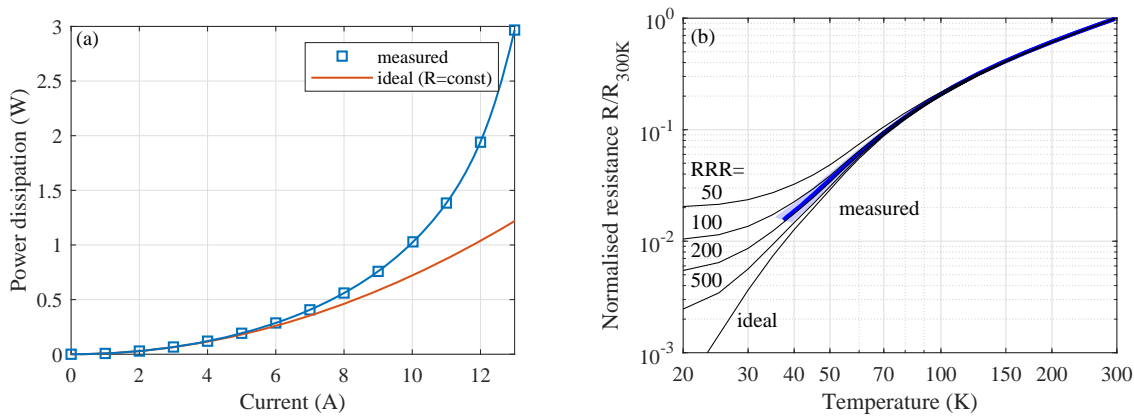 (a)
measured
ideal (R=const)
Power dissipation (W)
3
2.5
2
1.5
1
0.5
0
0 2 4 6 8 10 12
Current (A)
(b)
Normalised resistance R/R300K
10^0
10^-1
10^-2
10^-3
RRR=
50
100
200
500
ideal
measured
20 30 40 50 70 100 150 200 300
Temperature (K)